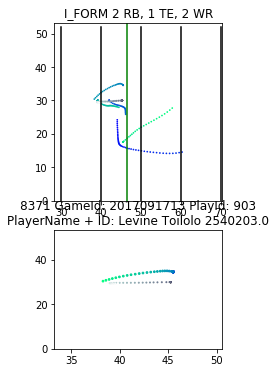 I_FORM 2 RB, 1 TE, 2 WR
50
40
30
20
10
0
30 40 50 60 70
8371 GameId: 2017091713 PlayId: 903
PlayerName + ID: Levine Toilolo 2540203.0
40
20
0
35 40 45 50